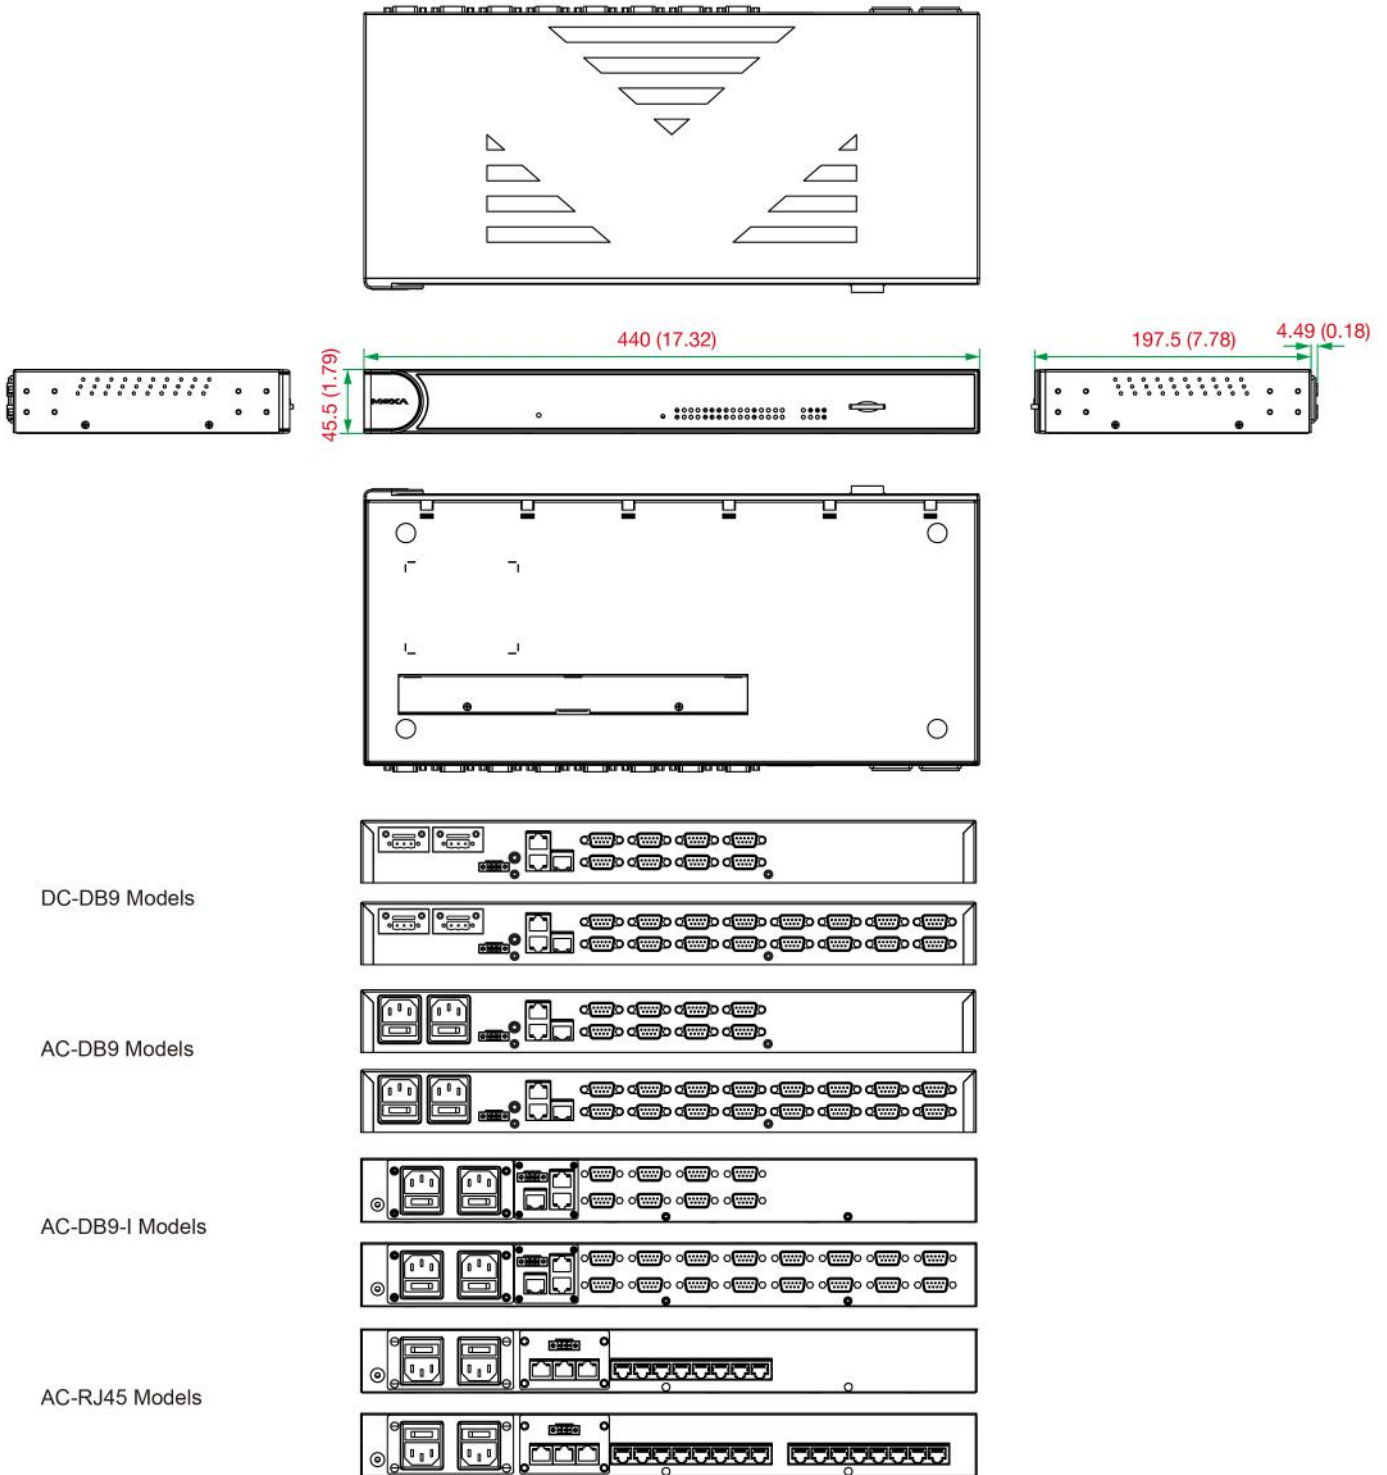 440 (17.32)
197.5 (7.78)
4.49 (0.18)
45.5 (1.79)
MOXA
DC-DB9 Models
AC-DB9 Models
AC-DB9-I Models
AC-RJ45 Models